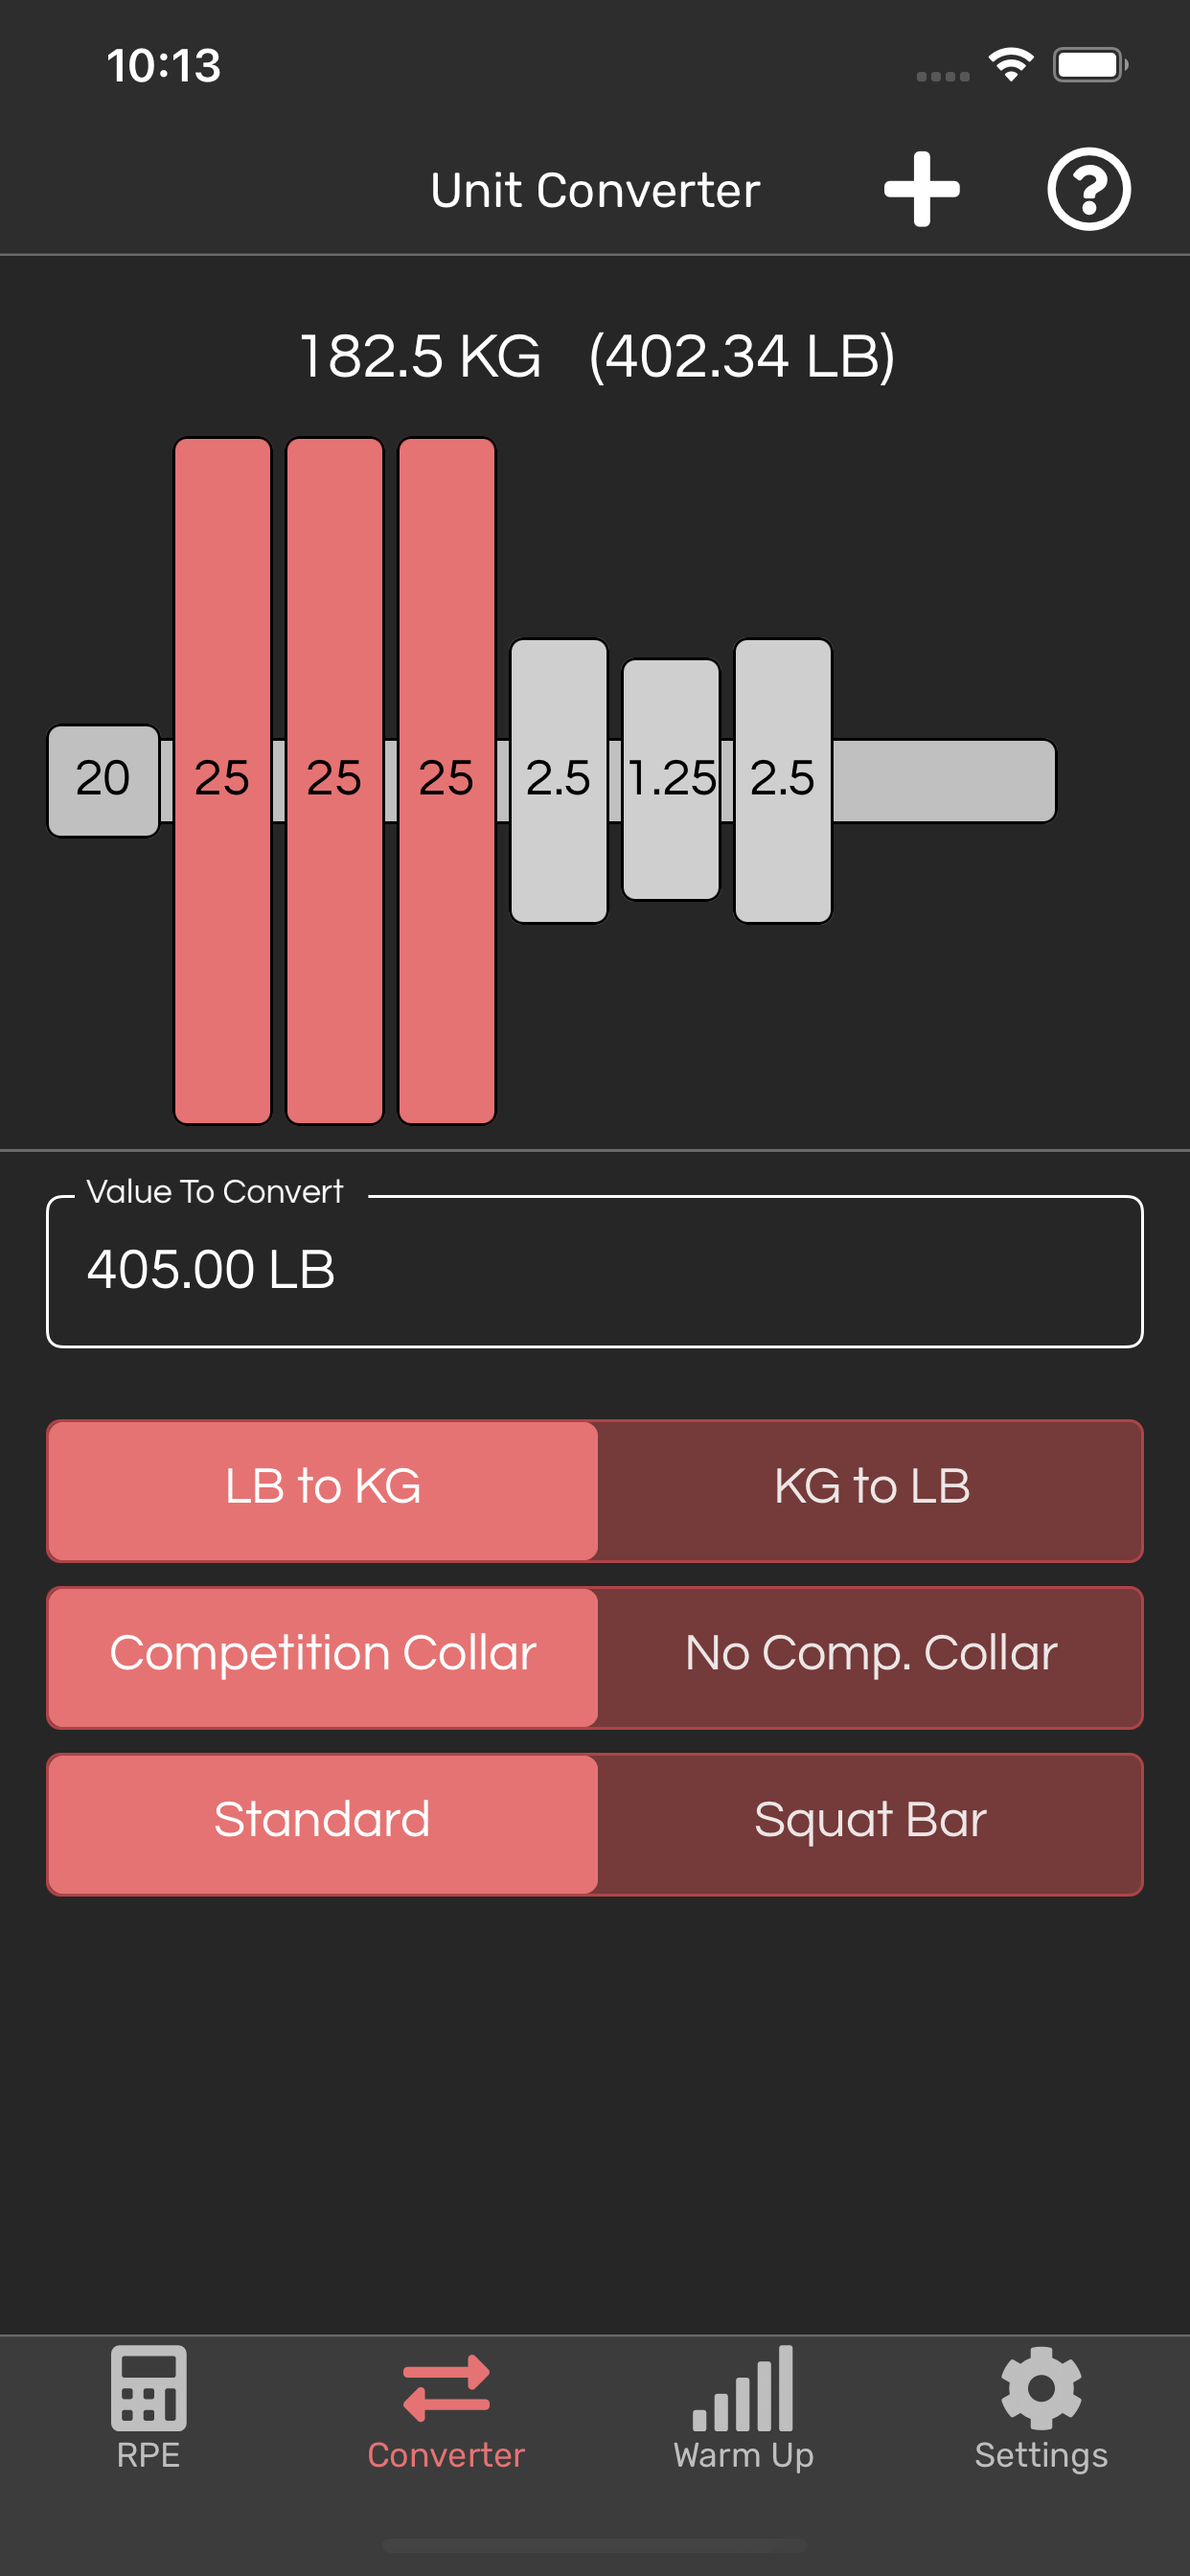 10:13
Unit Converter
182.5 KG (402.34 LB)
20 25 25 25 2.5 1.25 2.5
Value To Convert
405.00 LB
LB to KG KG to LB
Competition Collar No Comp. Collar
Standard Squat Bar
RPE Converter Warm Up Settings